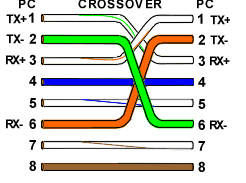 PC CROSSOVER PC
TX+ 1 1 TX+
TX- 2 2 TX-
RX+ 3 3 RX+
4 4
5 5
RX- 6 6 RX-
7 7
8 8